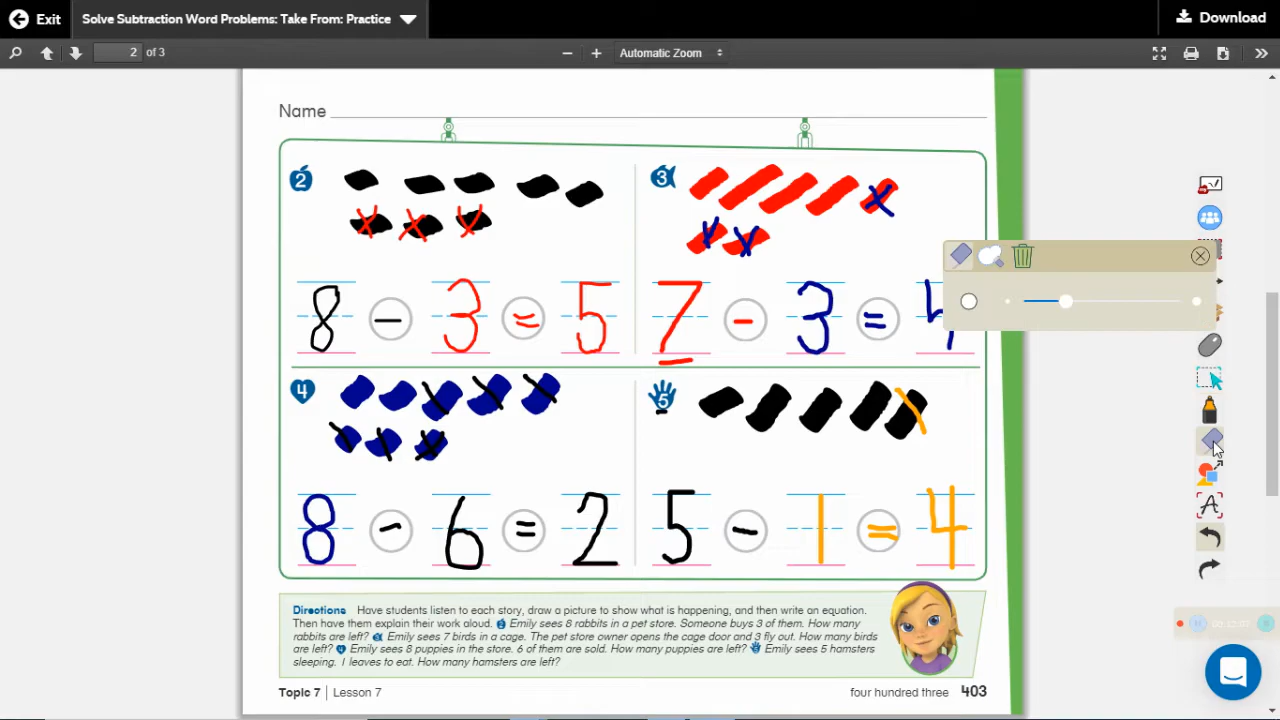 Exit
Solve Subtraction Word Problems: Take From: Practice
Download
2 of 3
Automatic Zoom
Name
2
3
8 - 3 = 5
7 - 3 = 4
4
5
8 - 6 = 2
5 - 1 = 4
Directions Have students listen to each story, draw a picture to show what is happening, and then write an equation.
Then have them explain their work aloud. 2 Emily sees 8 rabbits in a pet store. Someone buys 3 of them. How many
rabbits are left? 3 Emily sees 7 birds in a cage. The pet store owner opens the cage door and 3 fly out. How many birds
are left? 4 Emily sees 8 puppies in the store. 6 of them are sold. How many puppies are left? 5 Emily sees 5 hamsters
sleeping. 1 leaves to eat. How many hamsters are left?
Topic 7 | Lesson 7
four hundred three 403